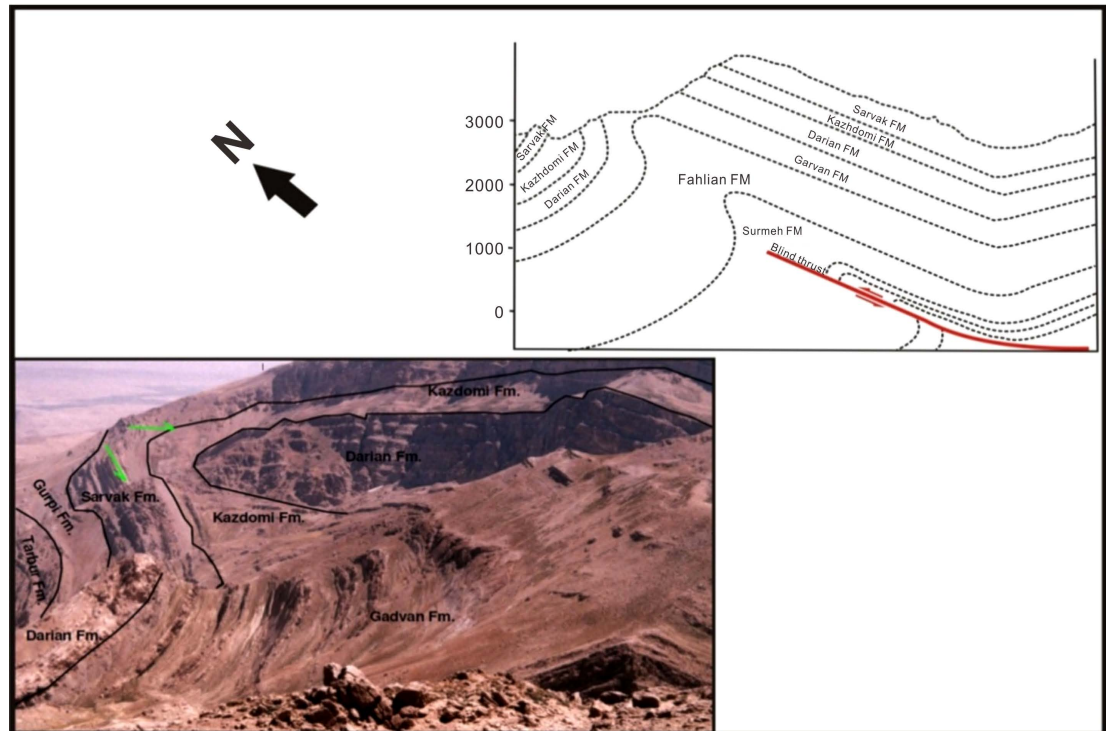 N
3000
2000
1000
0
Sarvak FM
Kazhdomi FM
Darian FM
Sarvak FM
Kazhdomi FM
Darian FM
Garvan FM
Fahlian FM
Surmeh FM
Blind thrust
Kazdomi Fm.
Darian Fm.
Sarvak Fm.
Gurpi Fm.
Kazdomi Fm.
Tarbur Fm.
Gadvan Fm.
Darian Fm.